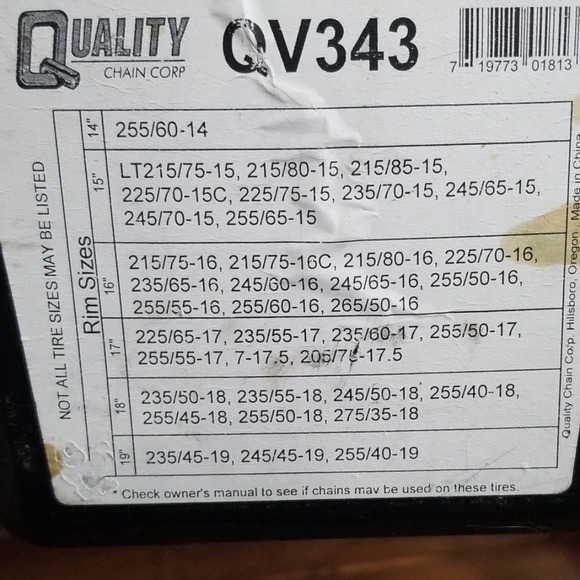 QUALITY
CHAIN CORP
QV343
7 19773 01813
NOT ALL TIRE SIZES MAY BE LISTED
Rim Sizes
14" 255/60-14
15" LT215/75-15, 215/80-15, 215/85-15,
225/70-15C, 225/75-15, 235/70-15, 245/65-15,
245/70-15, 255/65-15
16" 215/75-16, 215/75-16C, 215/80-16, 225/70-16,
235/65-16, 245/60-16, 245/65-16, 255/50-16,
255/55-16, 255/60-16, 265/50-16
17" 225/65-17, 235/55-17, 235/60-17, 255/50-17,
255/55-17, 7-17.5, 205/75-17.5
18" 235/50-18, 235/55-18, 245/50-18, 255/40-18,
255/45-18, 255/50-18, 275/35-18
19" 235/45-19, 245/45-19, 255/40-19
* Check owner's manual to see if chains may be used on these tires.
Quality Chain Corp. Hillsboro, Oregon Made in China